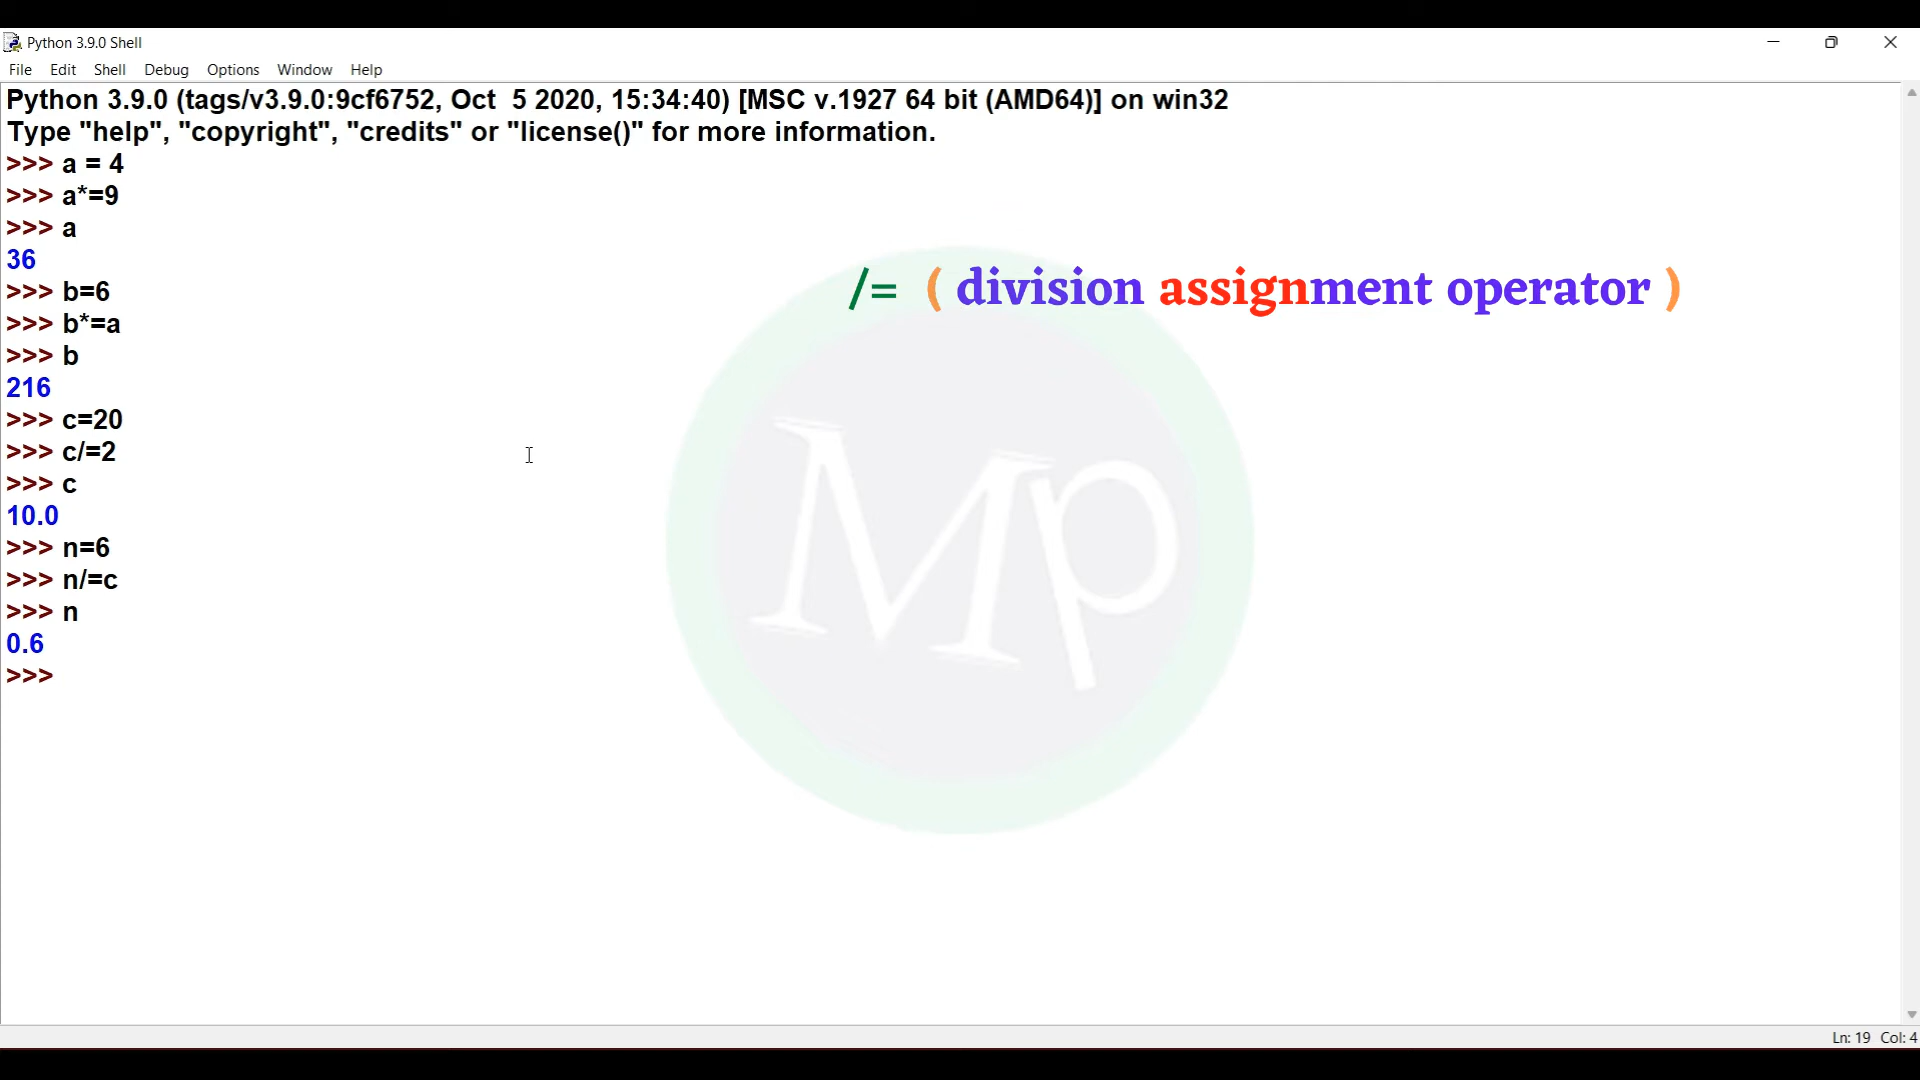 Python 3.9.0 Shell
File Edit Shell Debug Options Window Help
Python 3.9.0 (tags/v3.9.0:9cf6752, Oct  5 2020, 15:34:40) [MSC v.1927 64 bit (AMD64)] on win32
Type "help", "copyright", "credits" or "license()" for more information.
>>> a = 4
>>> a*=9
>>> a
36
>>> b=6
/= ( division assignment operator )
>>> b*=a
>>> b
216
>>> c=20
>>> c/=2
>>> c
10.0
>>> n=6
>>> n/=c
>>> n
0.6
>>>
Mp
Ln: 19 Col: 4